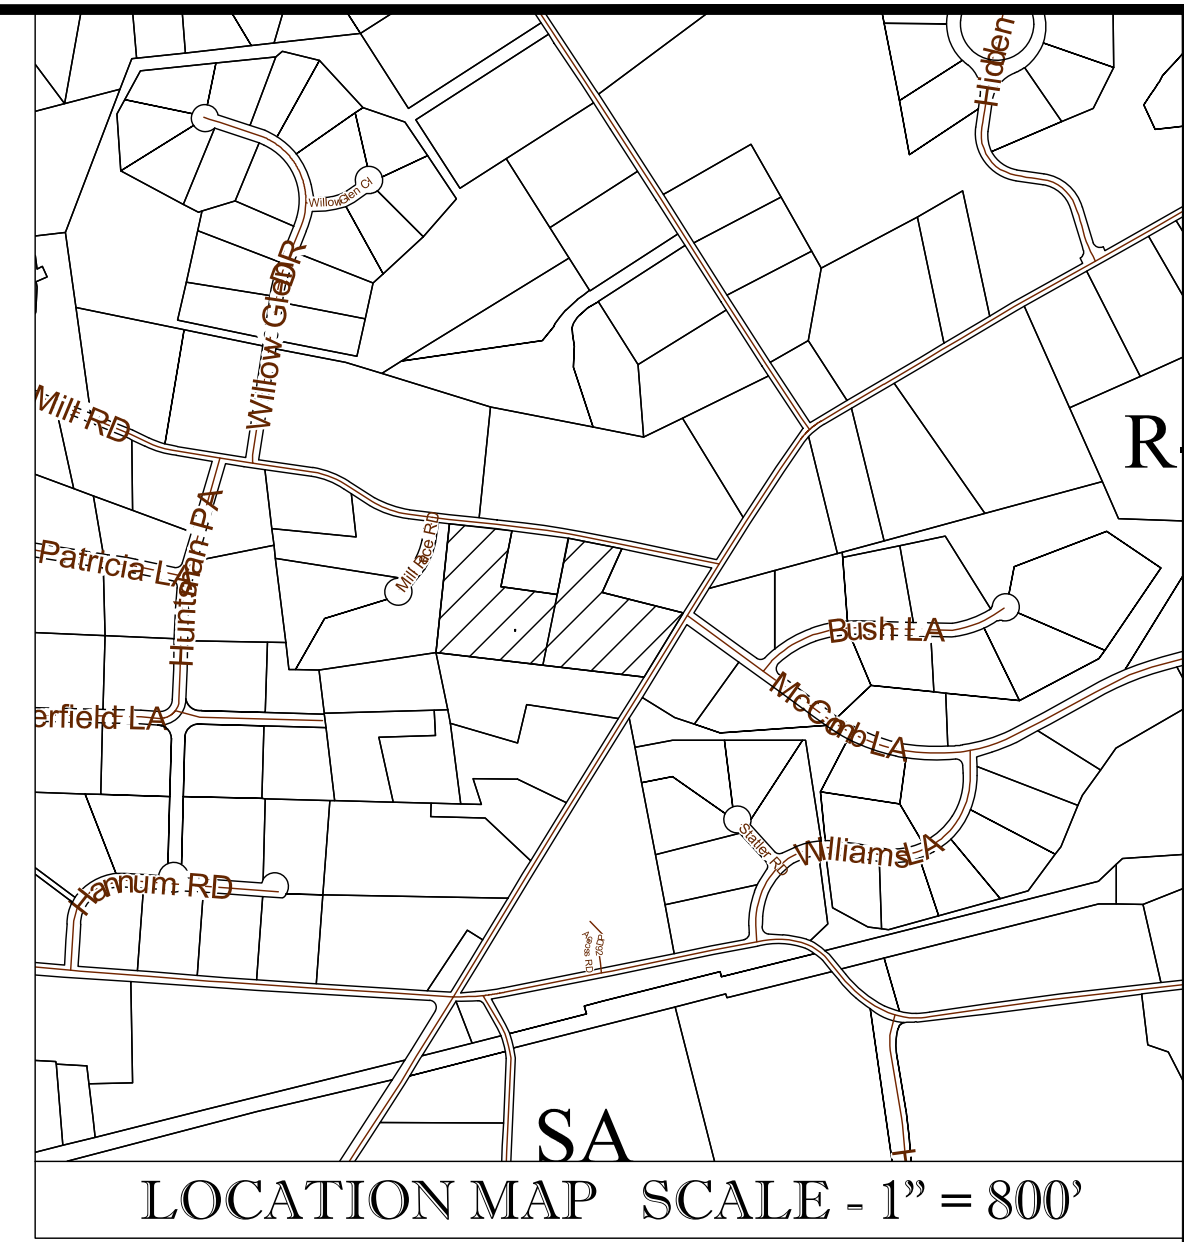 Hidden
Willow Glen Ct
Willow Glen DR
Mill RD
R-
Huntsman PA
Mill Race RD
Patricia LA
Bush LA
McComb LA
erfield LA
Statler RD
Williams LA
Hannum RD
SA
LOCATION MAP SCALE - 1” = 800’